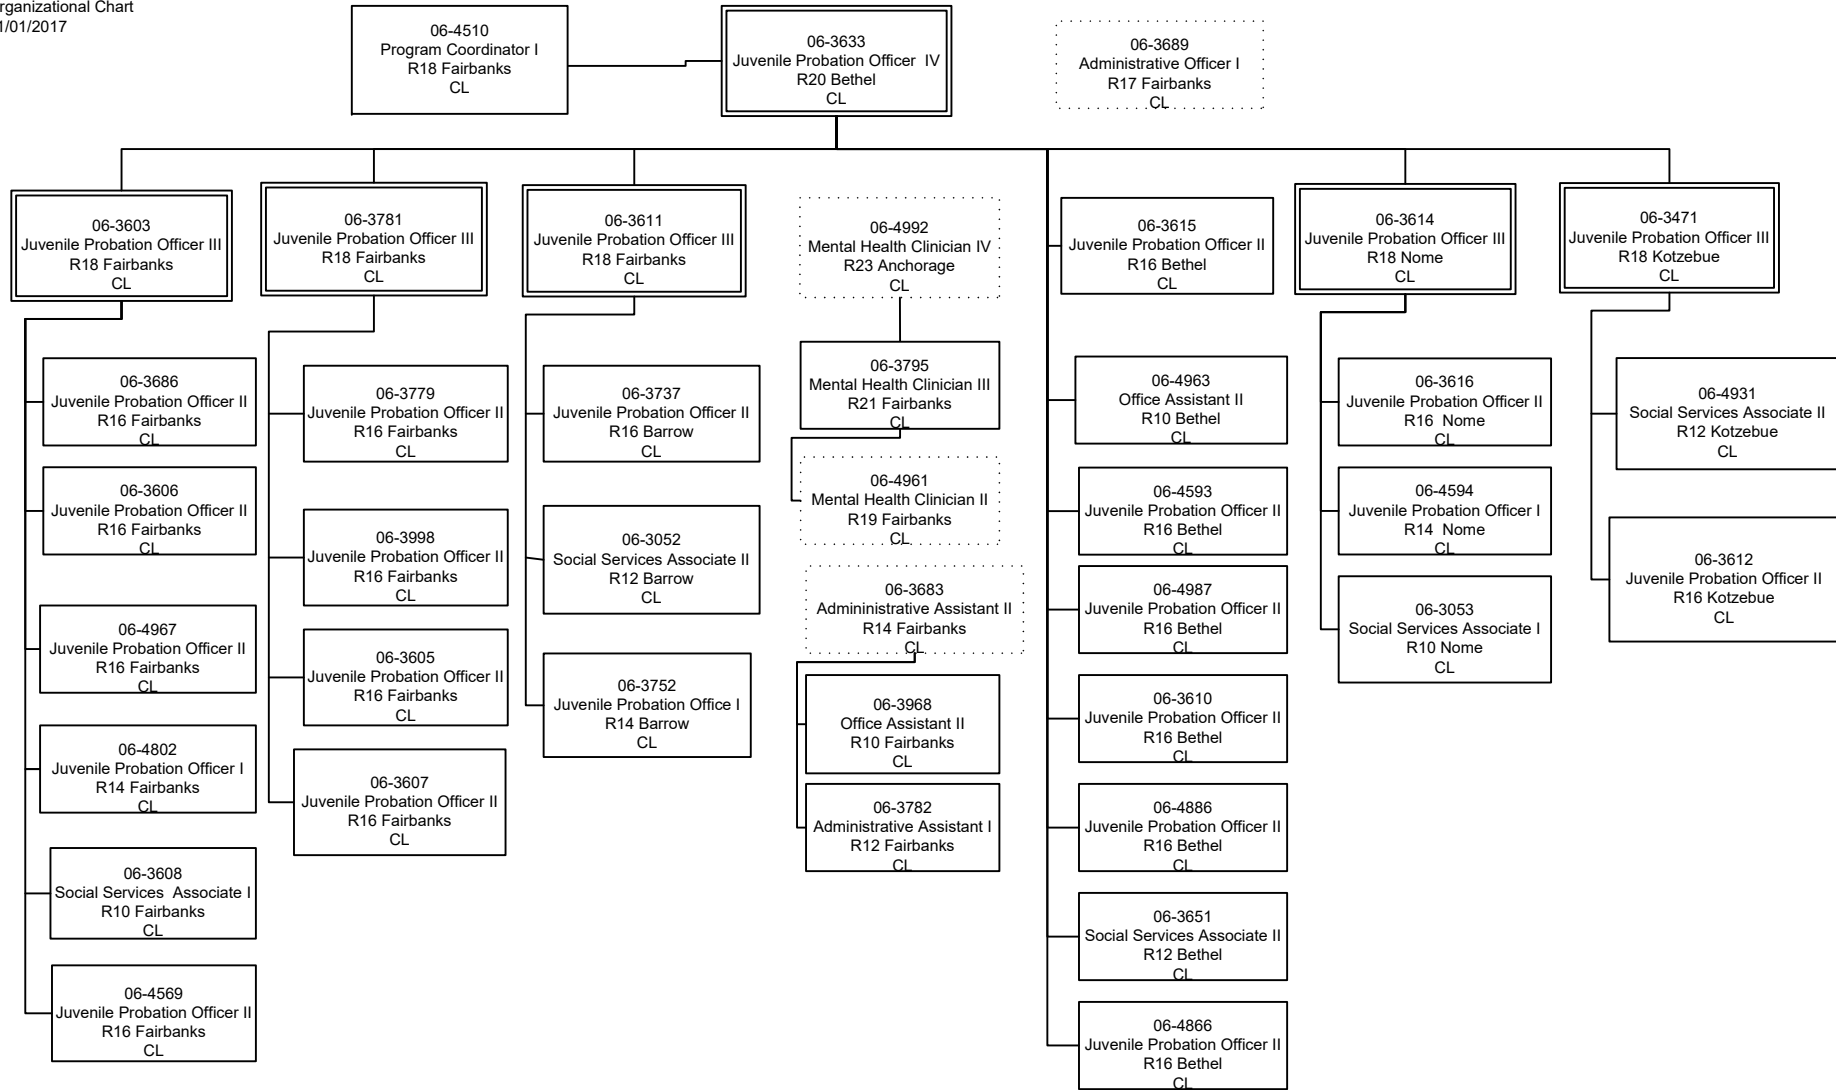 rganizational Chart
1/01/2017
06-4510
Program Coordinator I
R18 Fairbanks
CL
06-3633
Juvenile Probation Officer  IV
R20 Bethel
CL
06-3689
Administrative Officer I
R17 Fairbanks
CL
06-3603
Juvenile Probation Officer III
R18 Fairbanks
CL
06-3781
Juvenile Probation Officer III
R18 Fairbanks
CL
06-3611
Juvenile Probation Officer III
R18 Fairbanks
CL
06-4992
Mental Health Clinician IV
R23 Anchorage
CL
06-3615
Juvenile Probation Officer II
R16 Bethel
CL
06-3614
Juvenile Probation Officer III
R18 Nome
CL
06-3471
Juvenile Probation Officer III
R18 Kotzebue
CL
06-3686
Juvenile Probation Officer II
R16 Fairbanks
CL
06-3606
Juvenile Probation Officer II
R16 Fairbanks
CL
06-4967
Juvenile Probation Officer II
R16 Fairbanks
CL
06-4802
Juvenile Probation Officer I
R14 Fairbanks
CL
06-3608
Social Services  Associate I
R10 Fairbanks
CL
06-4569
Juvenile Probation Officer II
R16 Fairbanks
CL
06-3779
Juvenile Probation Officer II
R16 Fairbanks
CL
06-3998
Juvenile Probation Officer II
R16 Fairbanks
CL
06-3605
Juvenile Probation Officer II
R16 Fairbanks
CL
06-3607
Juvenile Probation Officer II
R16 Fairbanks
CL
06-3737
Juvenile Probation Officer II
R16 Barrow
CL
06-3052
Social Services Associate II
R12 Barrow
CL
06-3752
Juvenile Probation Office I
R14 Barrow
CL
06-3795
Mental Health Clinician III
R21 Fairbanks
CL
06-4961
Mental Health Clinician II
R19 Fairbanks
CL
06-3683
Admininistrative Assistant II
R14 Fairbanks
CL
06-3968
Office Assistant II
R10 Fairbanks
CL
06-3782
Administrative Assistant I
R12 Fairbanks
CL
06-4963
Office Assistant II
R10 Bethel
CL
06-4593
Juvenile Probation Officer II
R16 Bethel
CL
06-4987
Juvenile Probation Officer II
R16 Bethel
CL
06-3610
Juvenile Probation Officer II
R16 Bethel
CL
06-4886
Juvenile Probation Officer II
R16 Bethel
CL
06-3651
Social Services Associate II
R12 Bethel
CL
06-4866
Juvenile Probation Officer II
R16 Bethel
CL
06-3616
Juvenile Probation Officer II
R16  Nome
CL
06-4594
Juvenile Probation Officer I
R14  Nome
CL
06-3053
Social Services Associate I
R10 Nome
CL
06-4931
Social Services Associate II
R12 Kotzebue
CL
06-3612
Juvenile Probation Officer II
R16 Kotzebue
CL